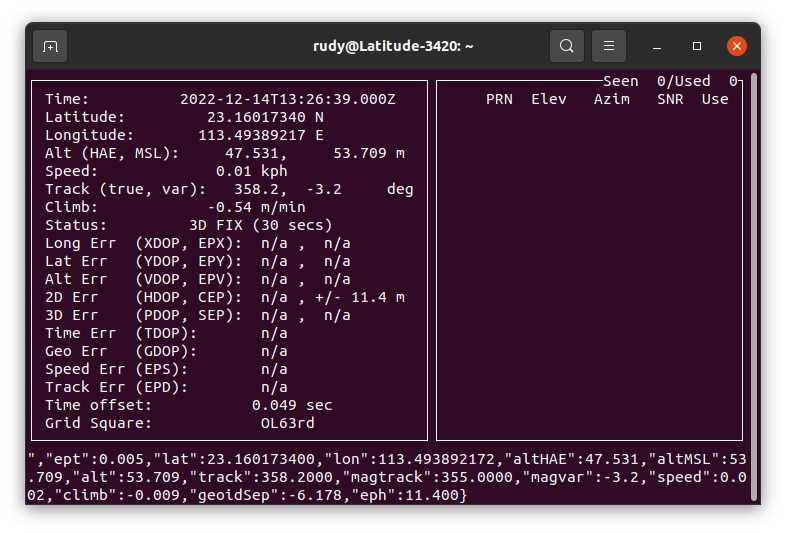 rudy@Latitude-3420: ~
Seen 0/Used 0
Time: 2022-12-14T13:26:39.000Z
PRN Elev Azim SNR Use
Latitude: 23.16017340 N
Longitude: 113.49389217 E
Alt (HAE, MSL): 47.531, 53.709 m
Speed: 0.01 kph
Track (true, var): 358.2, -3.2 deg
Climb: -0.54 m/min
Status: 3D FIX (30 secs)
Long Err (XDOP, EPX): n/a , n/a
Lat Err (YDOP, EPY): n/a , n/a
Alt Err (VDOP, EPV): n/a , n/a
2D Err (HDOP, CEP): n/a , +/- 11.4 m
3D Err (PDOP, SEP): n/a , n/a
Time Err (TDOP): n/a
Geo Err (GDOP): n/a
Speed Err (EPS): n/a
Track Err (EPD): n/a
Time offset: 0.049 sec
Grid Square: OL63rd
","ept":0.005,"lat":23.160173400,"lon":113.493892172,"altHAE":47.531,"altMSL":53
.709,"alt":53.709,"track":358.2000,"magtrack":355.0000,"magvar":-3.2,"speed":0.0
02,"climb":-0.009,"geoidSep":-6.178,"eph":11.400}